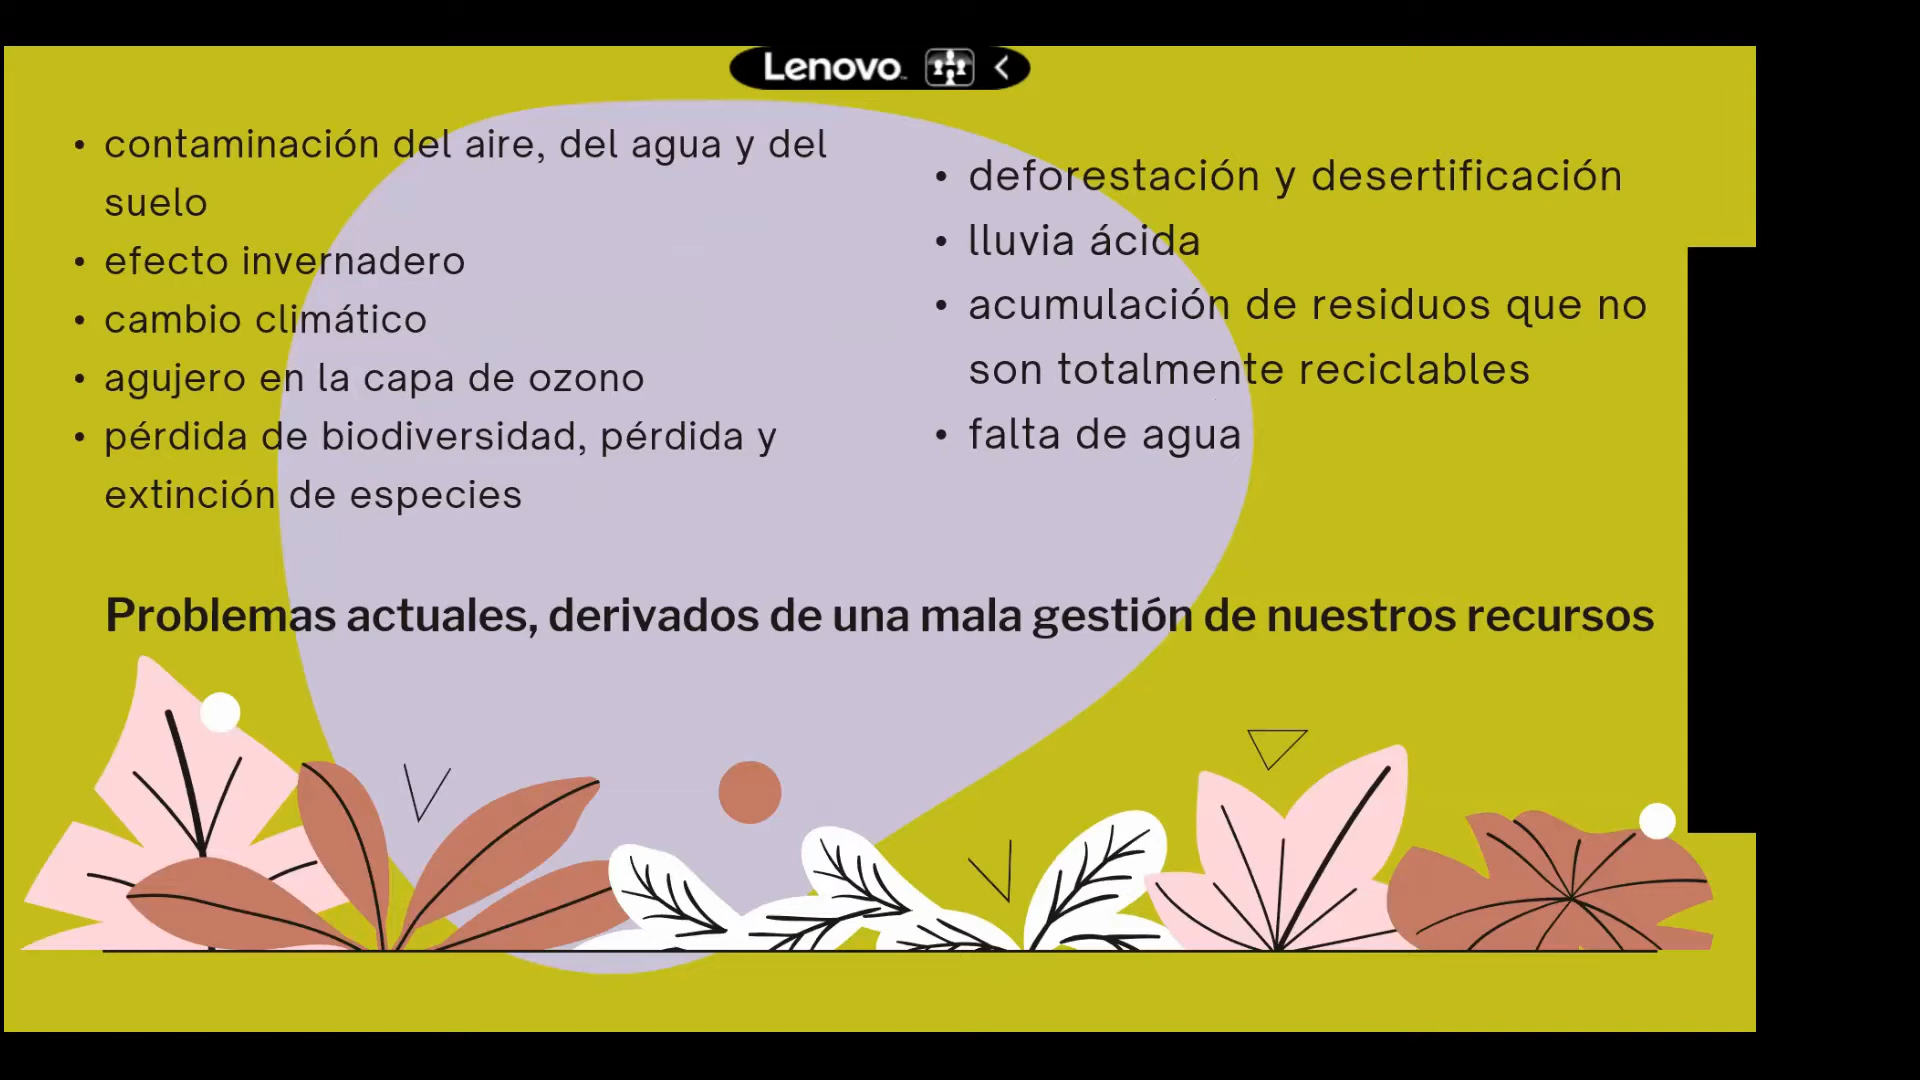 Lenovo
• contaminación del aire, del agua y del
suelo
• efecto invernadero
• cambio climático
• agujero en la capa de ozono
• pérdida de biodiversidad, pérdida y
extinción de especies
• deforestación y desertificación
• lluvia ácida
• acumulación de residuos que no
son totalmente reciclables
• falta de agua
Problemas actuales, derivados de una mala gestión de nuestros recursos